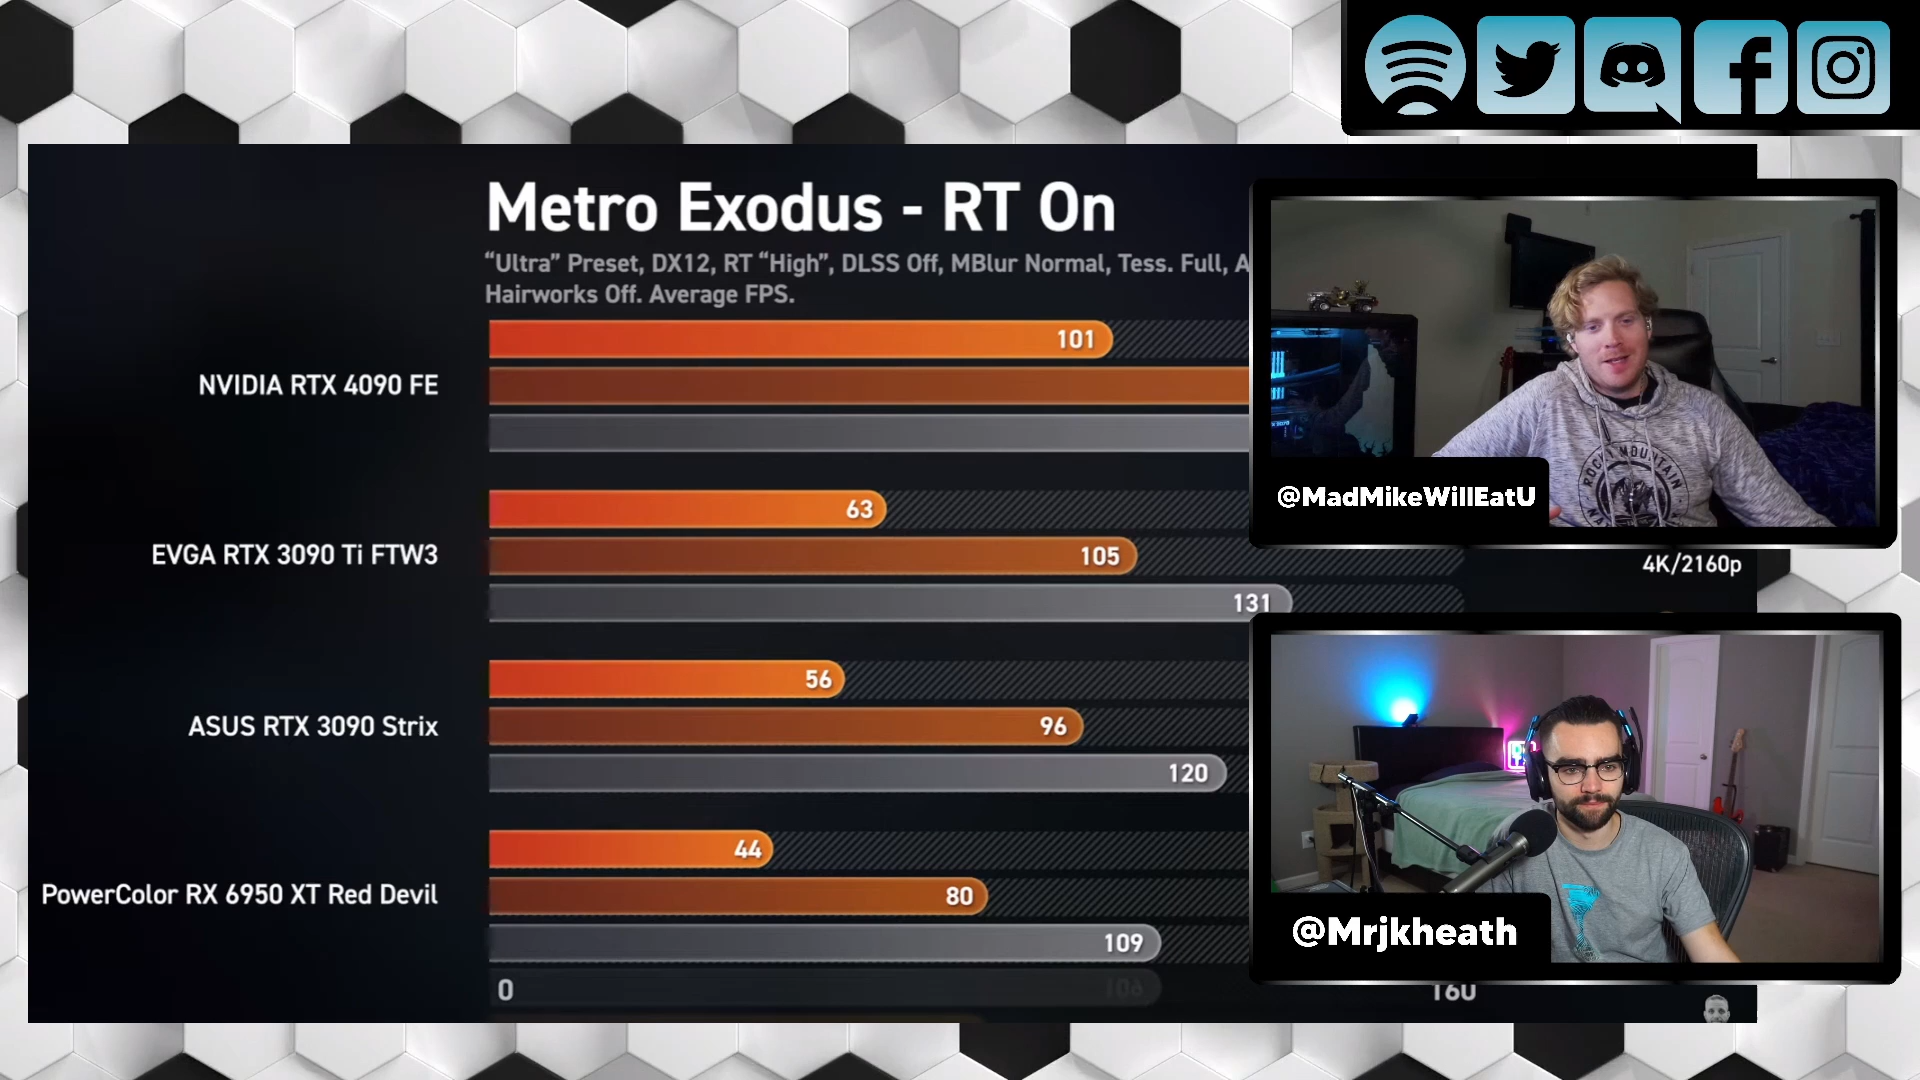 Metro Exodus - RT On
“Ultra” Preset, DX12, RT “High”, DLSS Off, MBlur Normal, Tess. Full, A
Hairworks Off. Average FPS.
NVIDIA RTX 4090 FE
101
EVGA RTX 3090 Ti FTW3
63
105
131
ASUS RTX 3090 Strix
56
96
120
PowerColor RX 6950 XT Red Devil
44
80
109
0
160
4K/2160p
@MadMikeWillEatU
@Mrjkheath